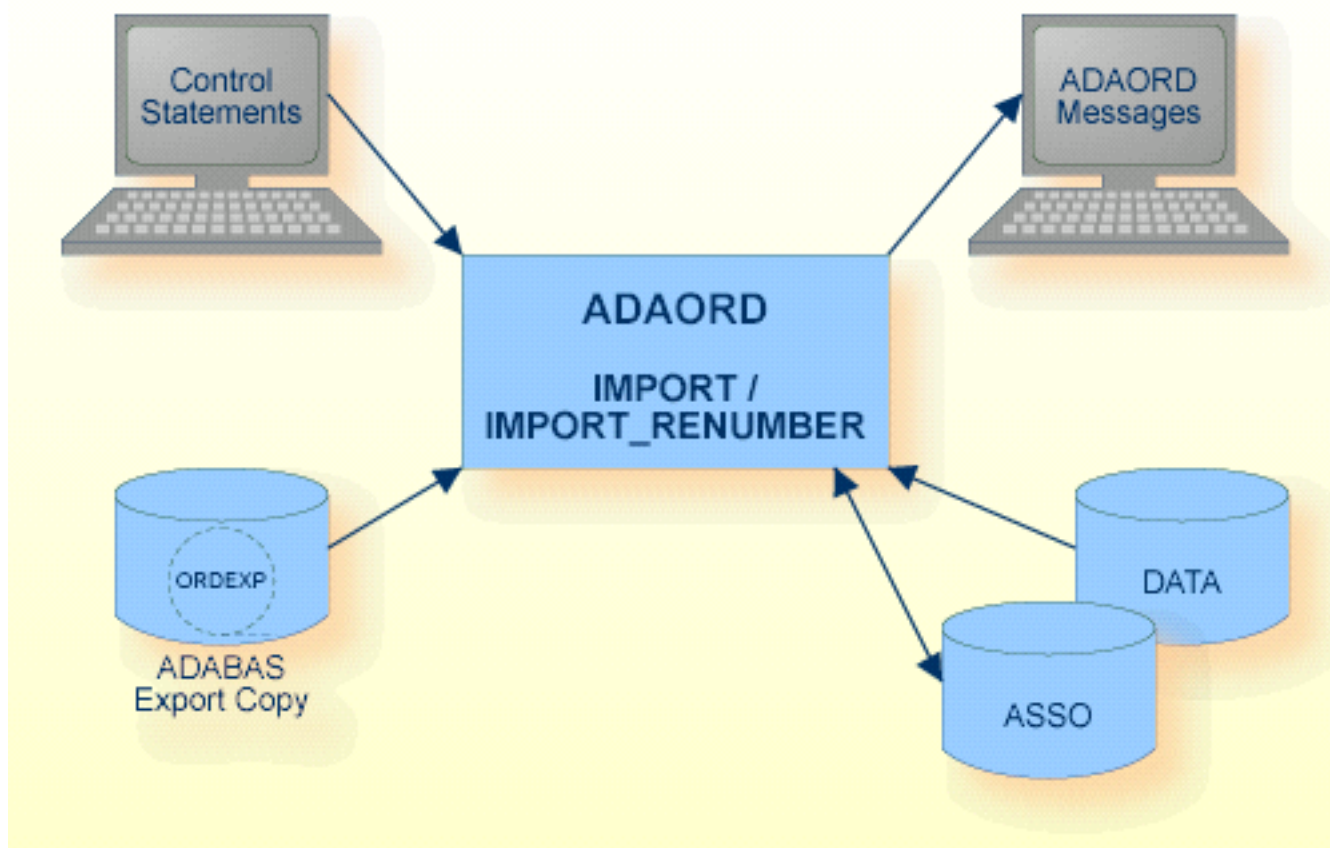 Control
Statements
ADAORD
Messages
ADAORD
IMPORT /
IMPORT_RENUMBER
ORDEXP
ADABAS
Export Copy
DATA
ASSO